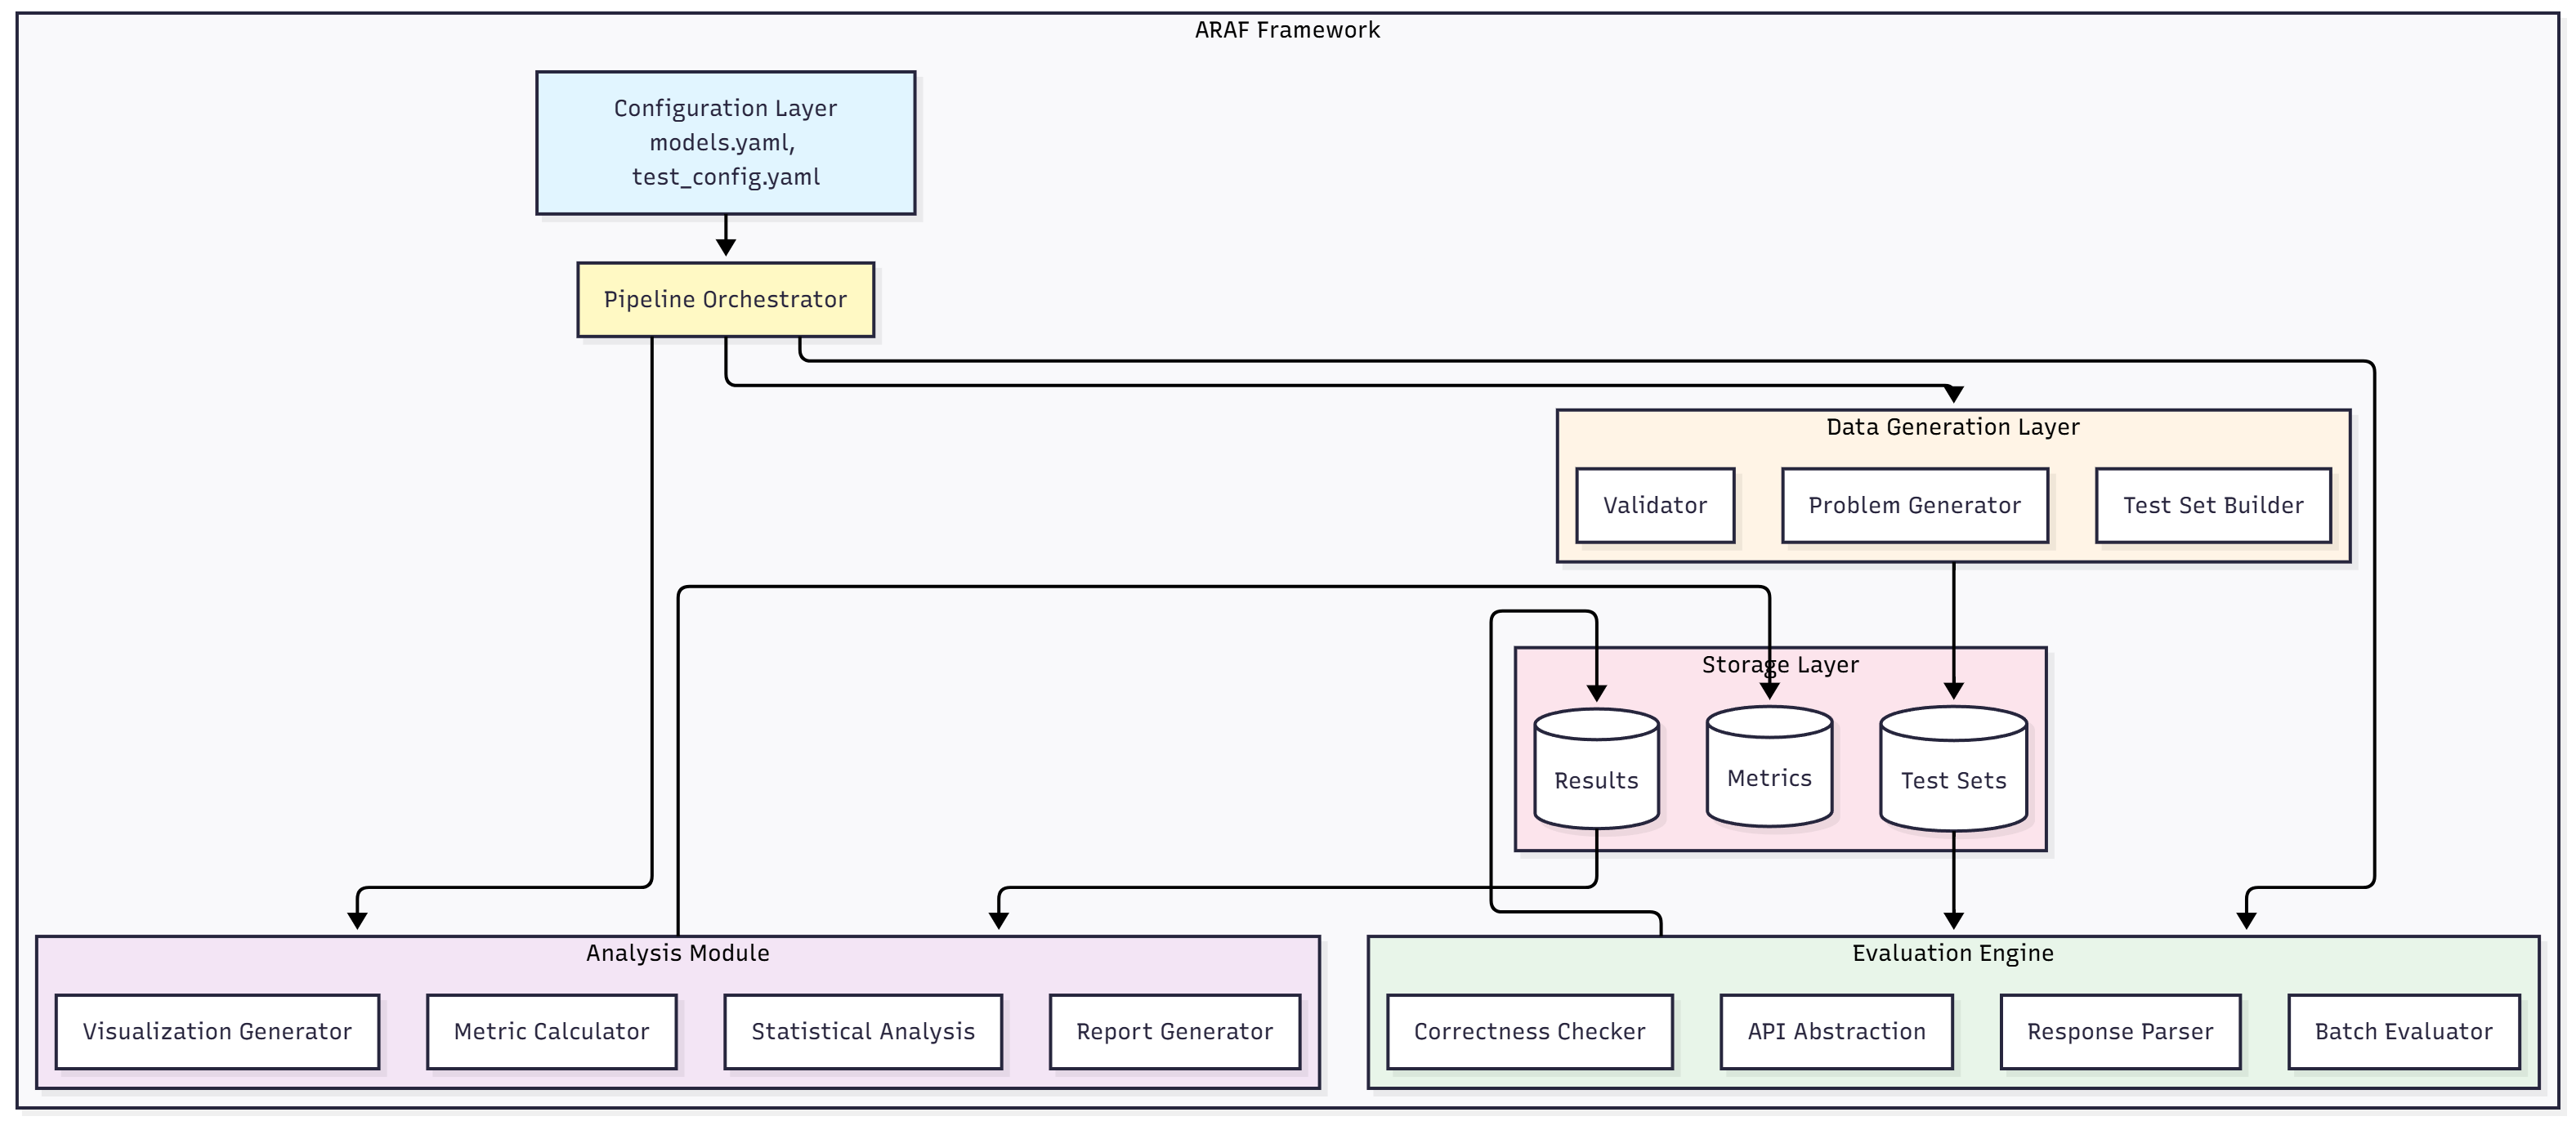 ARAF Framework
Configuration Layer
models.yaml,
test_config.yaml
Pipeline Orchestrator
Data Generation Layer
Validator
Problem Generator
Test Set Builder
Storage Layer
Results
Metrics
Test Sets
Analysis Module
Visualization Generator
Metric Calculator
Statistical Analysis
Report Generator
Evaluation Engine
Correctness Checker
API Abstraction
Response Parser
Batch Evaluator